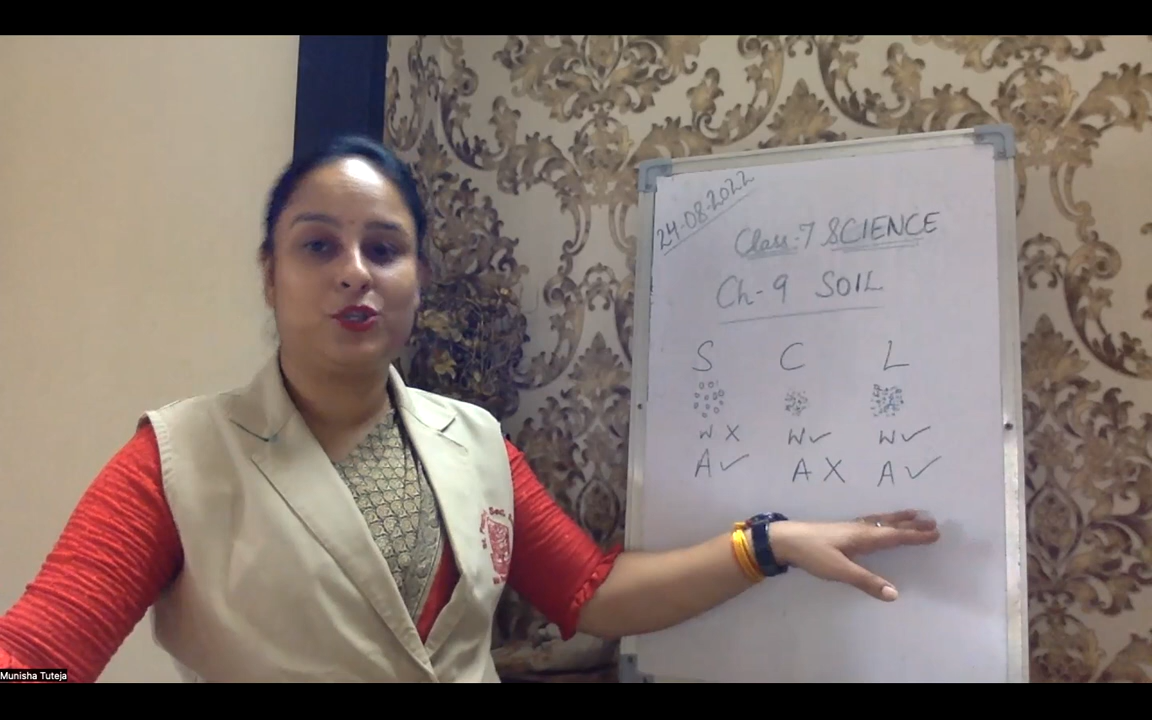 24-08-2022
Class:-7 SCIENCE
Ch-9 SOIL
S C L
W X W✓ W✓
A✓ A X A✓
Munisha Tuteja